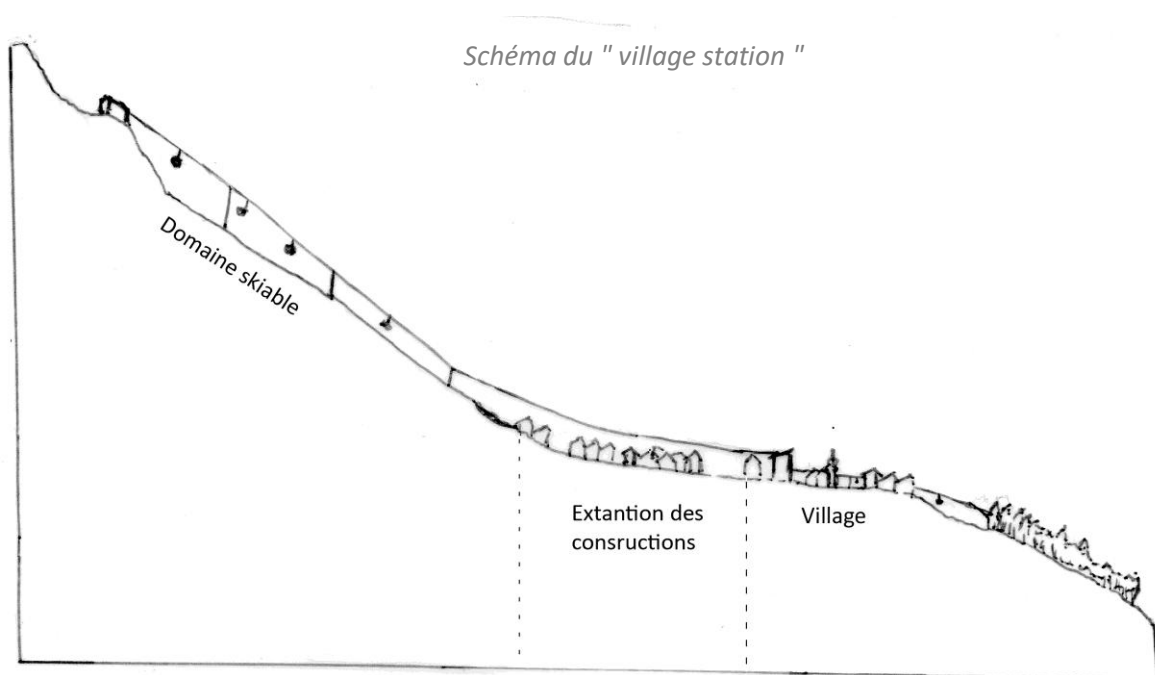 Schéma du " village station "
Domaine skiable
Extantion des
consructions
Village